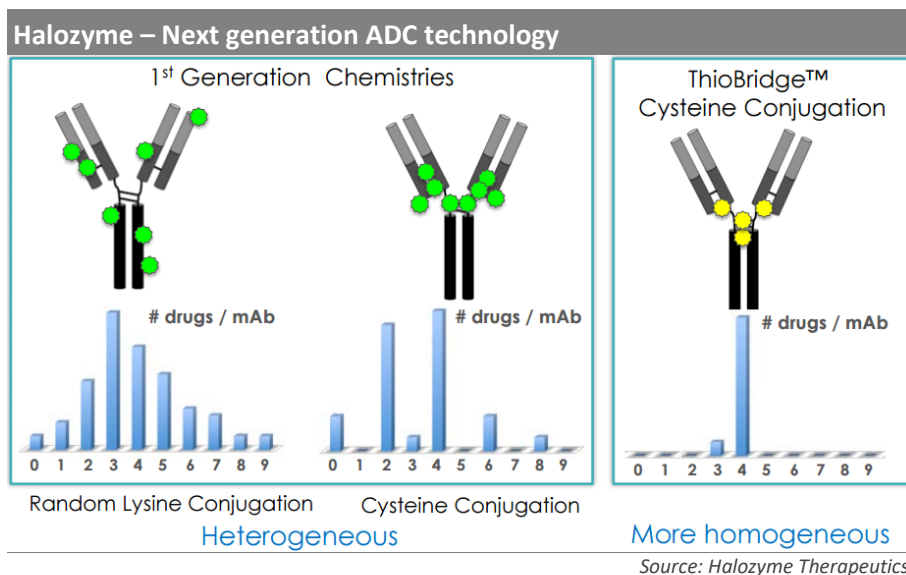 Halozyme – Next generation ADC technology
1st Generation Chemistries
# drugs / mAb
0 1 2 3 4 5 6 7 8 9
Random Lysine Conjugation
# drugs / mAb
0 1 2 3 4 5 6 7 8 9
Cysteine Conjugation
Heterogeneous
ThioBridge™
Cysteine Conjugation
# drugs / mAb
0 1 2 3 4 5 6 7 8 9
More homogeneous
Source: Halozyme Therapeutics